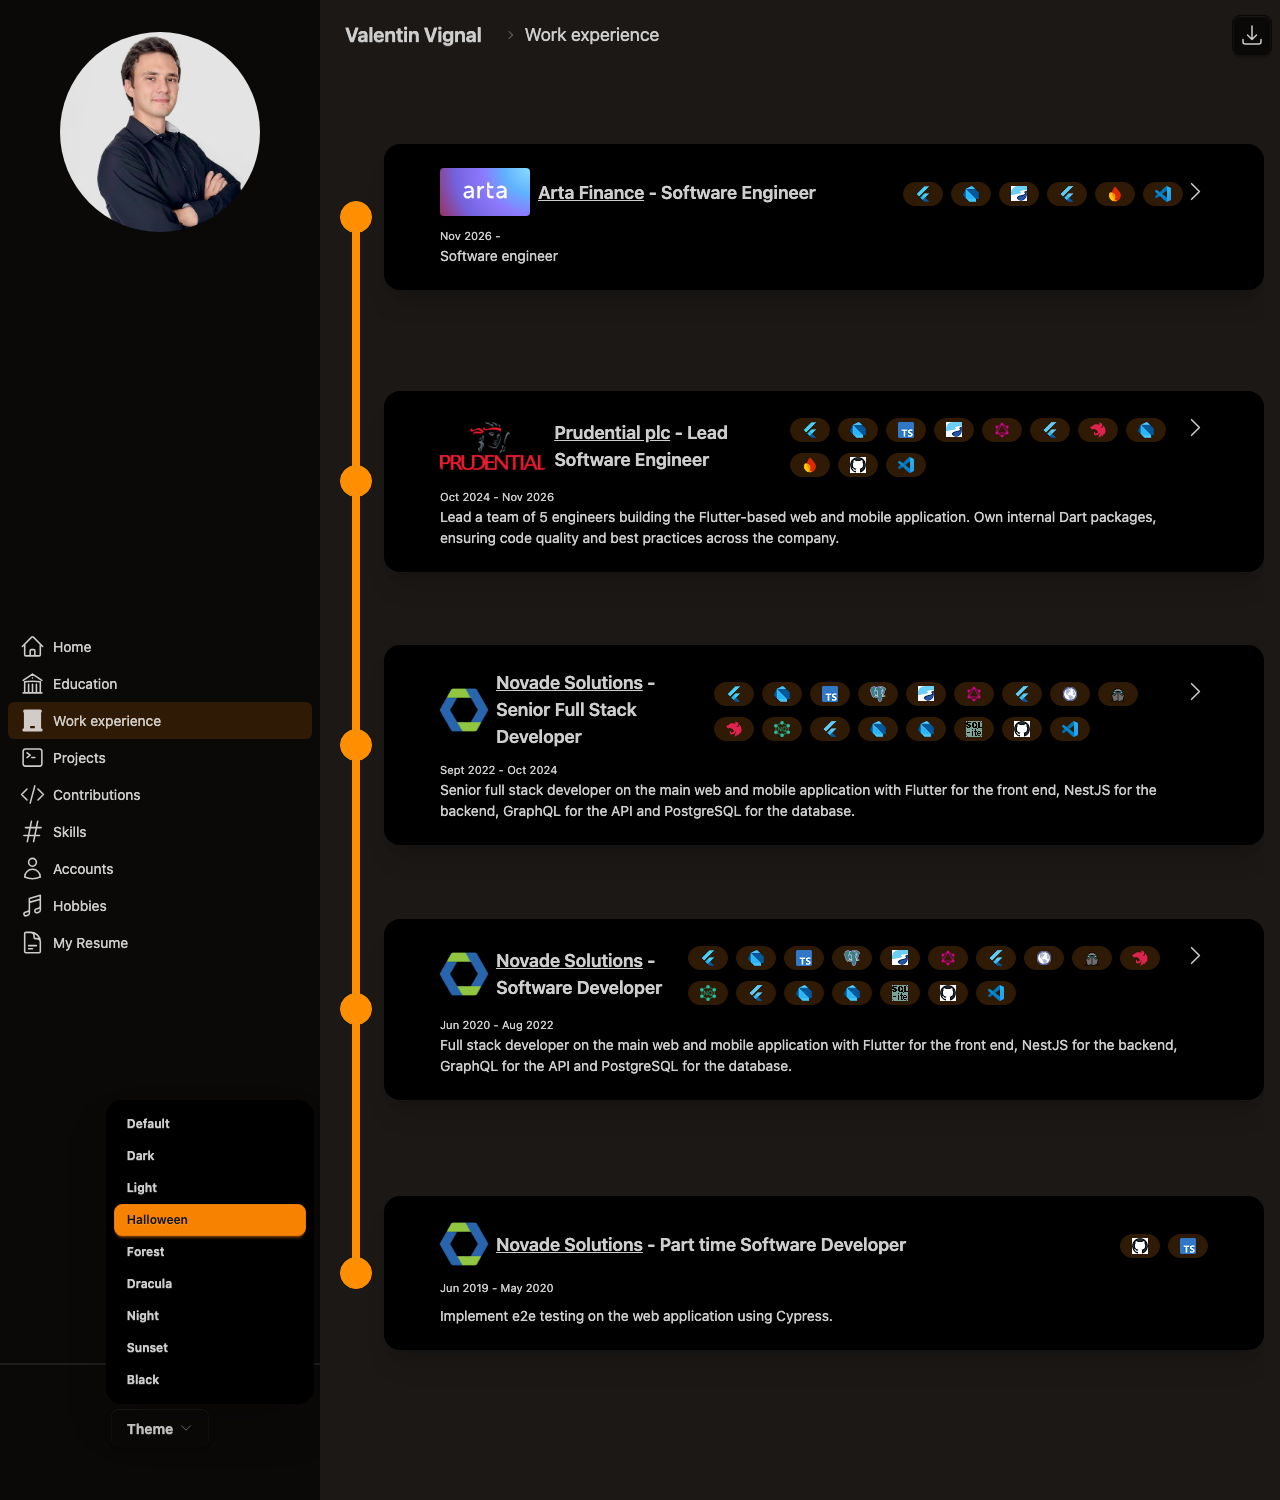 Valentin Vignal
Work experience
arta
Arta Finance - Software Engineer
Nov 2026 -
Software engineer
PRUDENTIAL
Prudential plc - Lead
Software Engineer
TS
Oct 2024 - Nov 2026
Lead a team of 5 engineers building the Flutter-based web and mobile application. Own internal Dart packages,
ensuring code quality and best practices across the company.
Novade Solutions -
Senior Full Stack
Developer
TS
SQL
-ite
Sept 2022 - Oct 2024
Senior full stack developer on the main web and mobile application with Flutter for the front end, NestJS for the
backend, GraphQL for the API and PostgreSQL for the database.
Novade Solutions -
Software Developer
TS
SQL
-ite
Jun 2020 - Aug 2022
Full stack developer on the main web and mobile application with Flutter for the front end, NestJS for the backend,
GraphQL for the API and PostgreSQL for the database.
Novade Solutions - Part time Software Developer
TS
Jun 2019 - May 2020
Implement e2e testing on the web application using Cypress.
Home
Education
Work experience
Projects
Contributions
Skills
Accounts
Hobbies
My Resume
Default
Dark
Light
Halloween
Forest
Dracula
Night
Sunset
Black
Theme